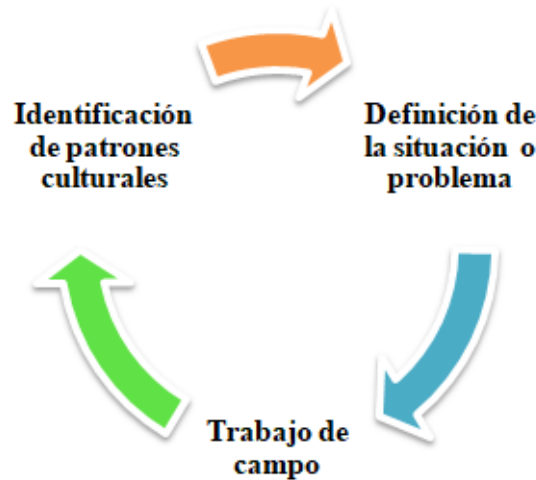 Identificación
de patrones
culturales
Definición de
la situación o
problema
Trabajo de
campo